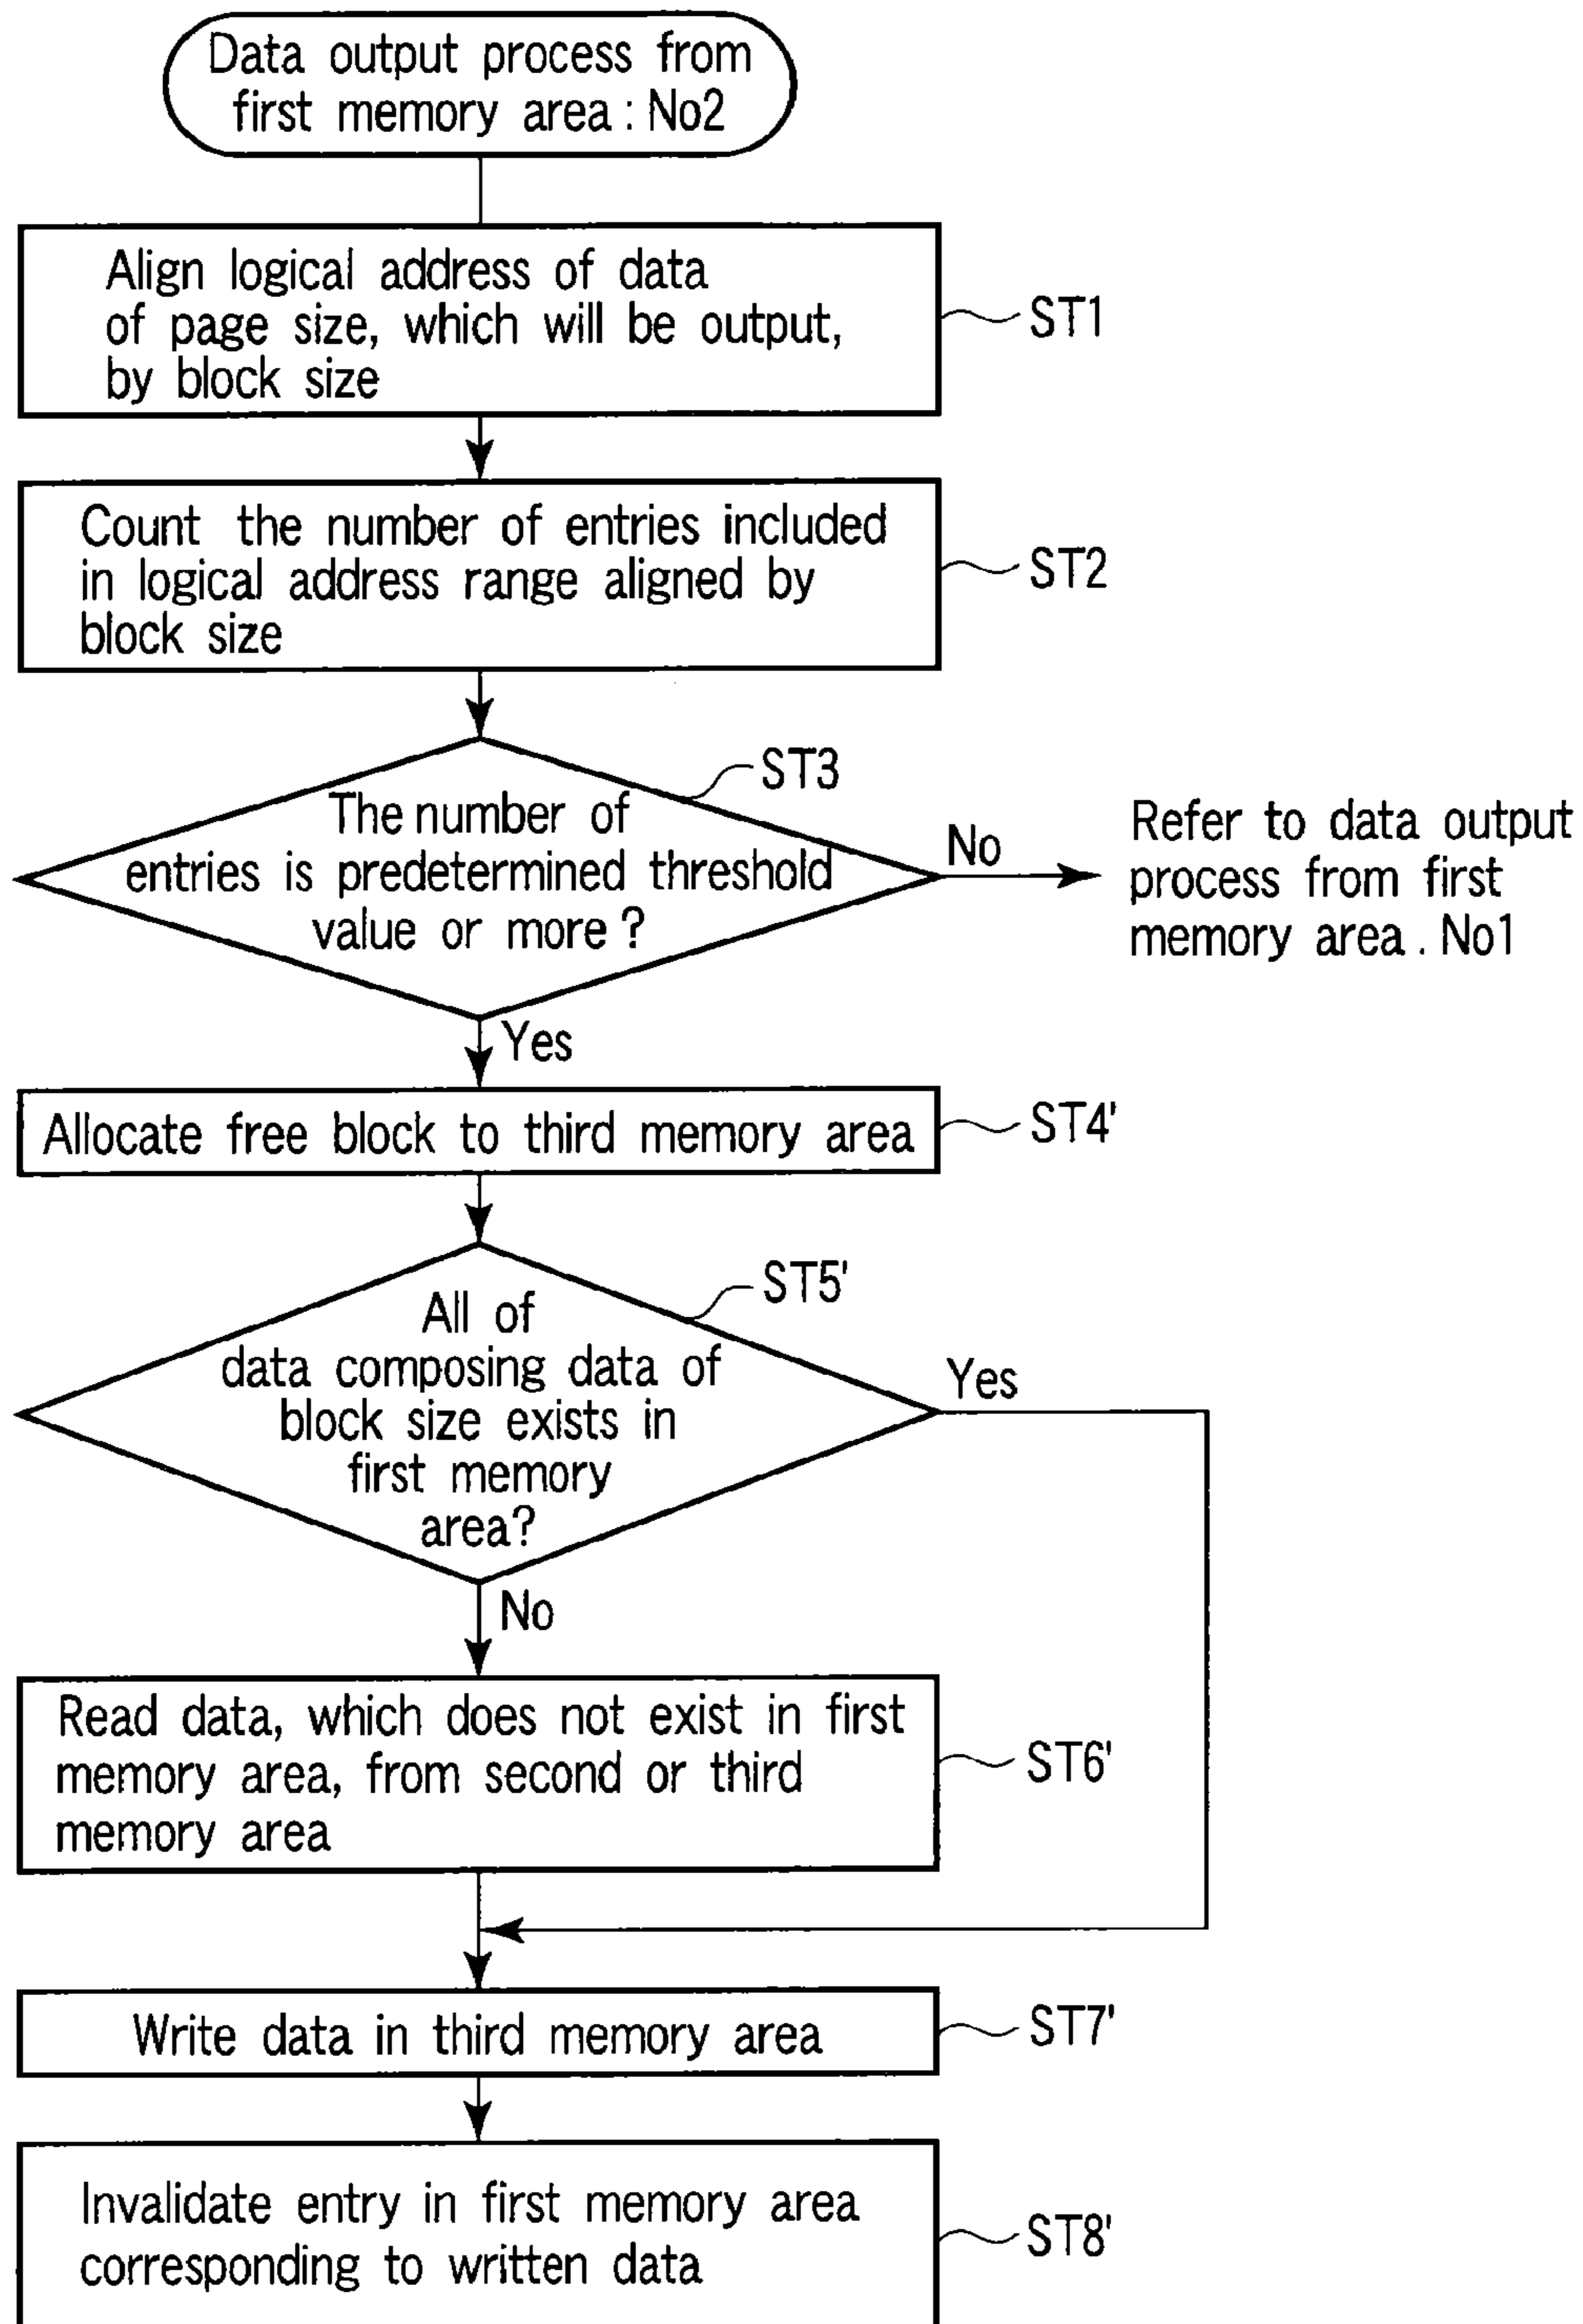 Data output process from
first memory area : No2
Align logical address of data
of page size, which will be output,
by block size
ST1
Count the number of entries included
in logical address range aligned by
block size
ST2
ST3
The number of
entries is predetermined threshold
value or more ?
No
Refer to data output
process from first
memory area . No1
Yes
Allocate free block to third memory area
ST4'
ST5'
All of
data composing data of
block size exists in
first memory
area?
Yes
No
Read data, which does not exist in first
memory area, from second or third
memory area
ST6'
Write data in third memory area
ST7'
Invalidate entry in first memory area
corresponding to written data
ST8'